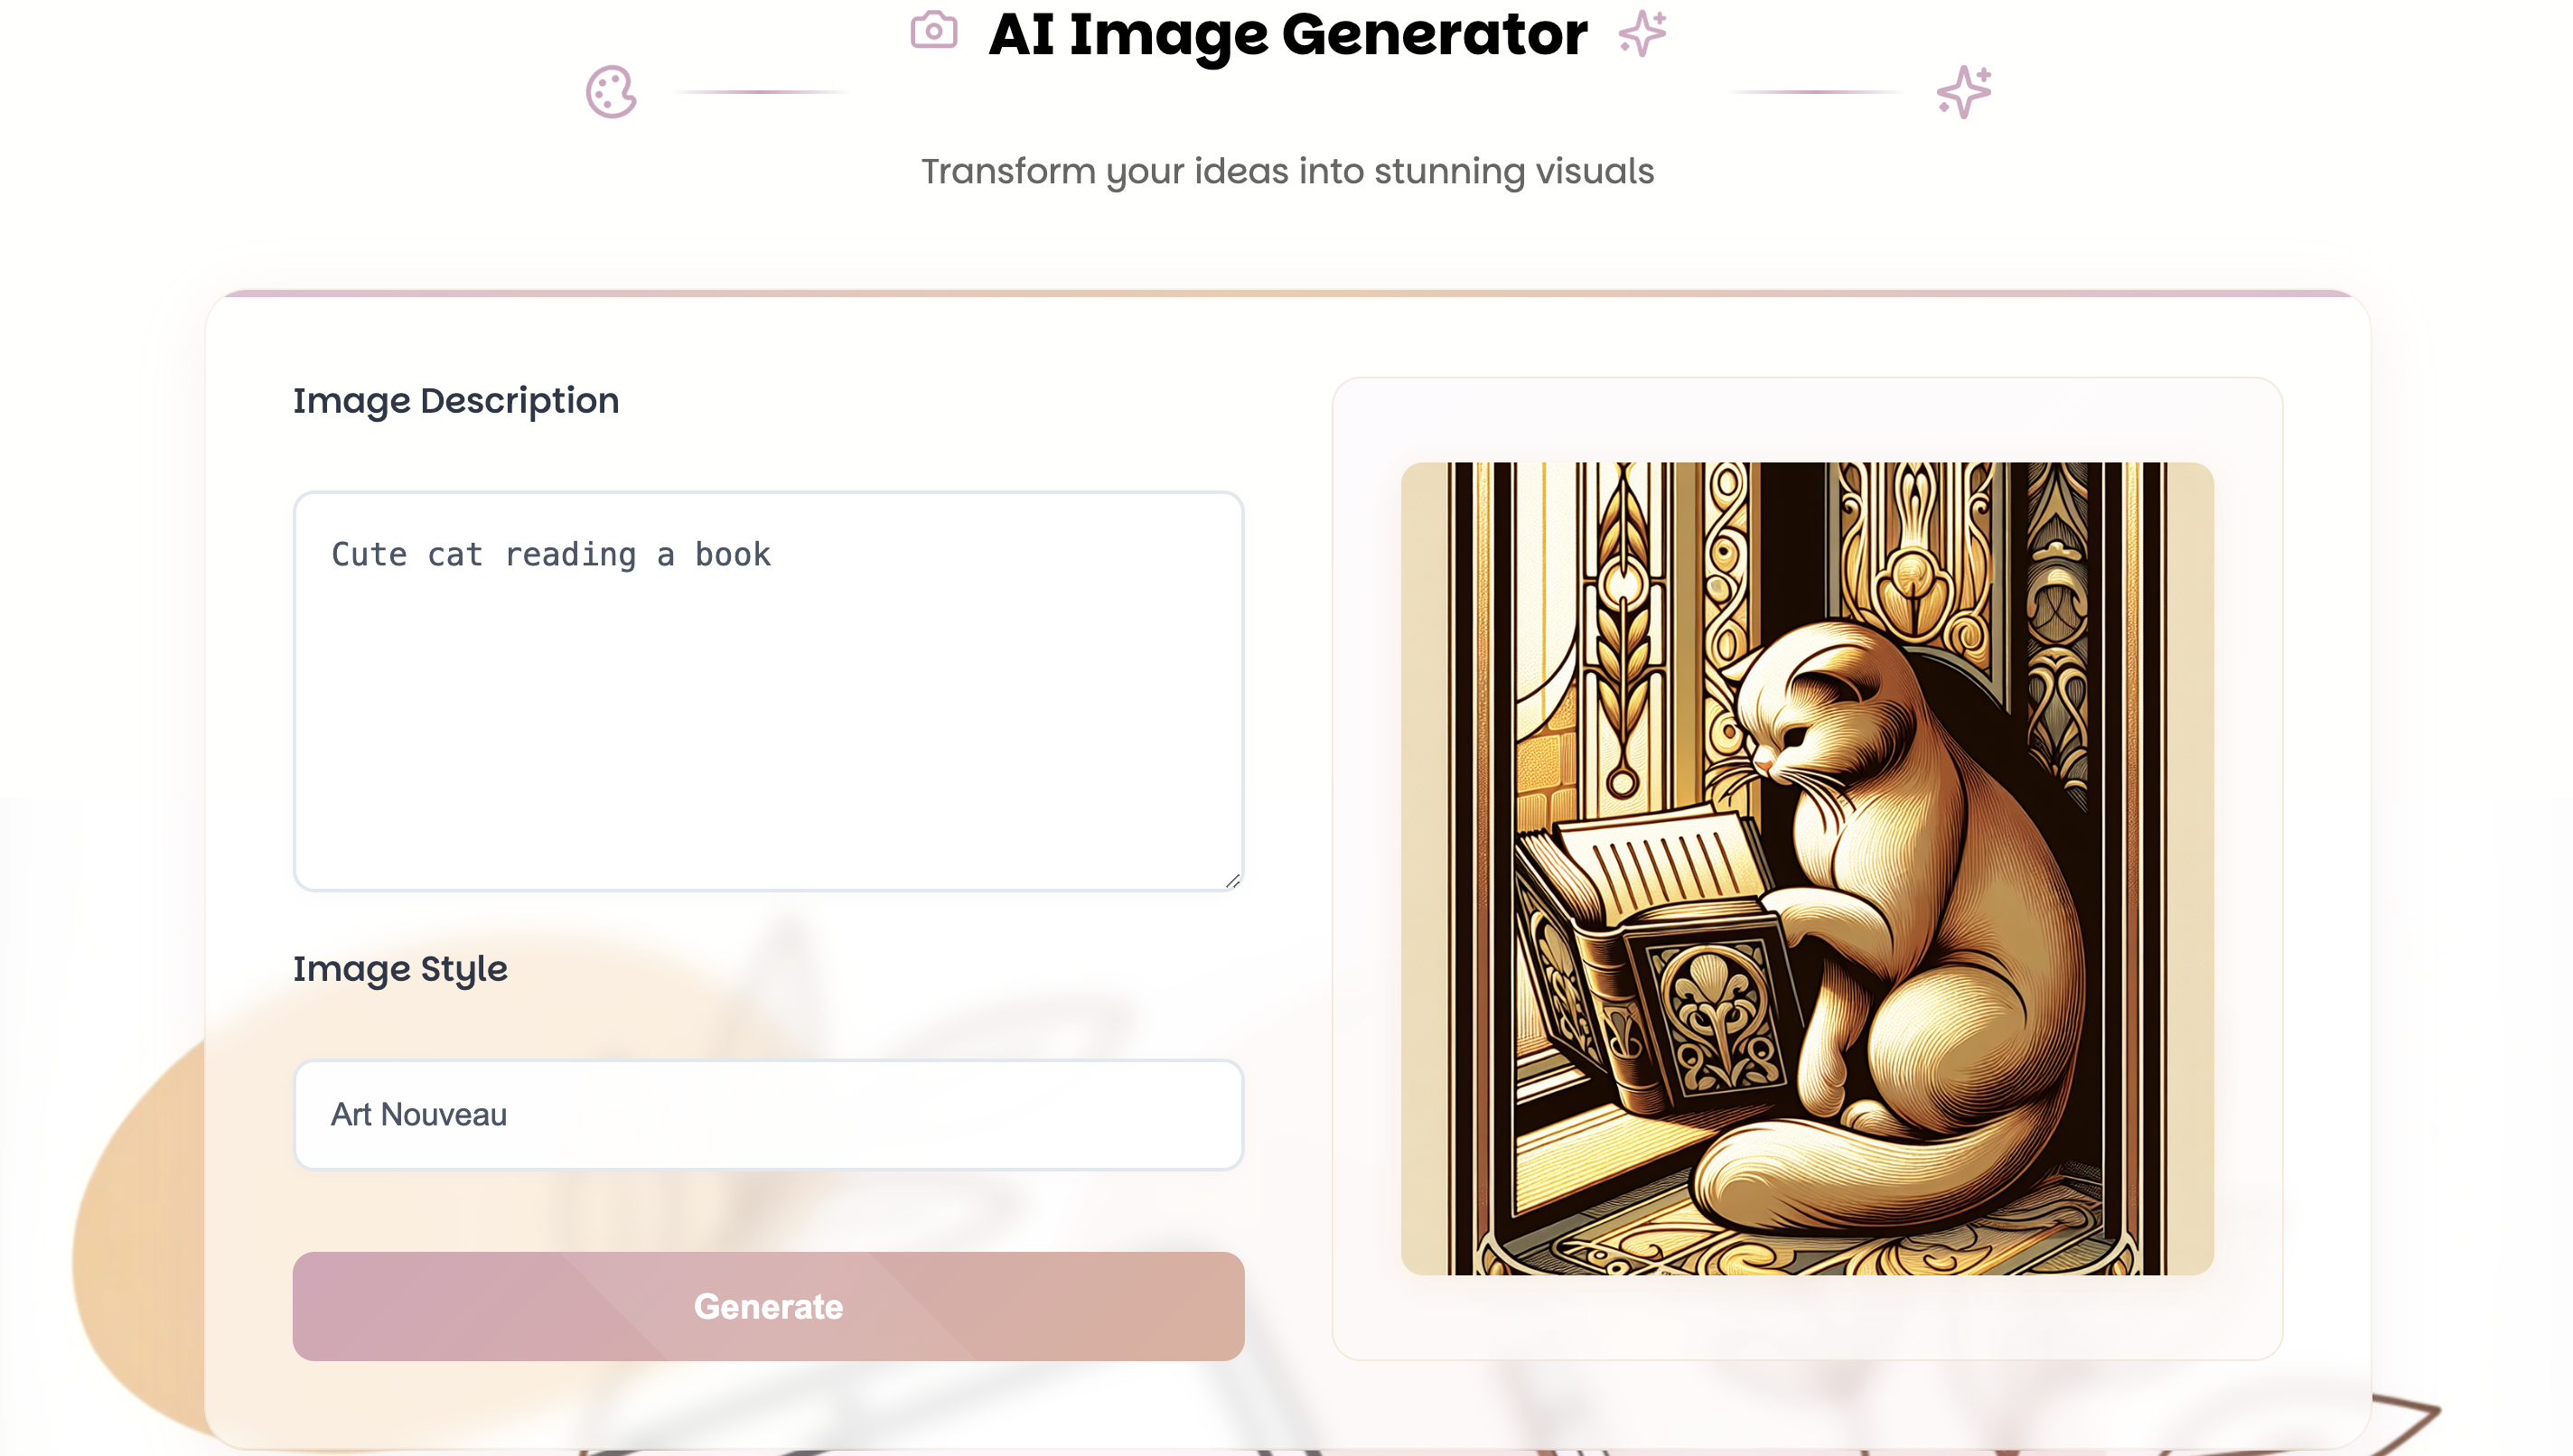 AI Image Generator
Transform your ideas into stunning visuals
Image Description
Cute cat reading a book
Image Style
Art Nouveau
Generate